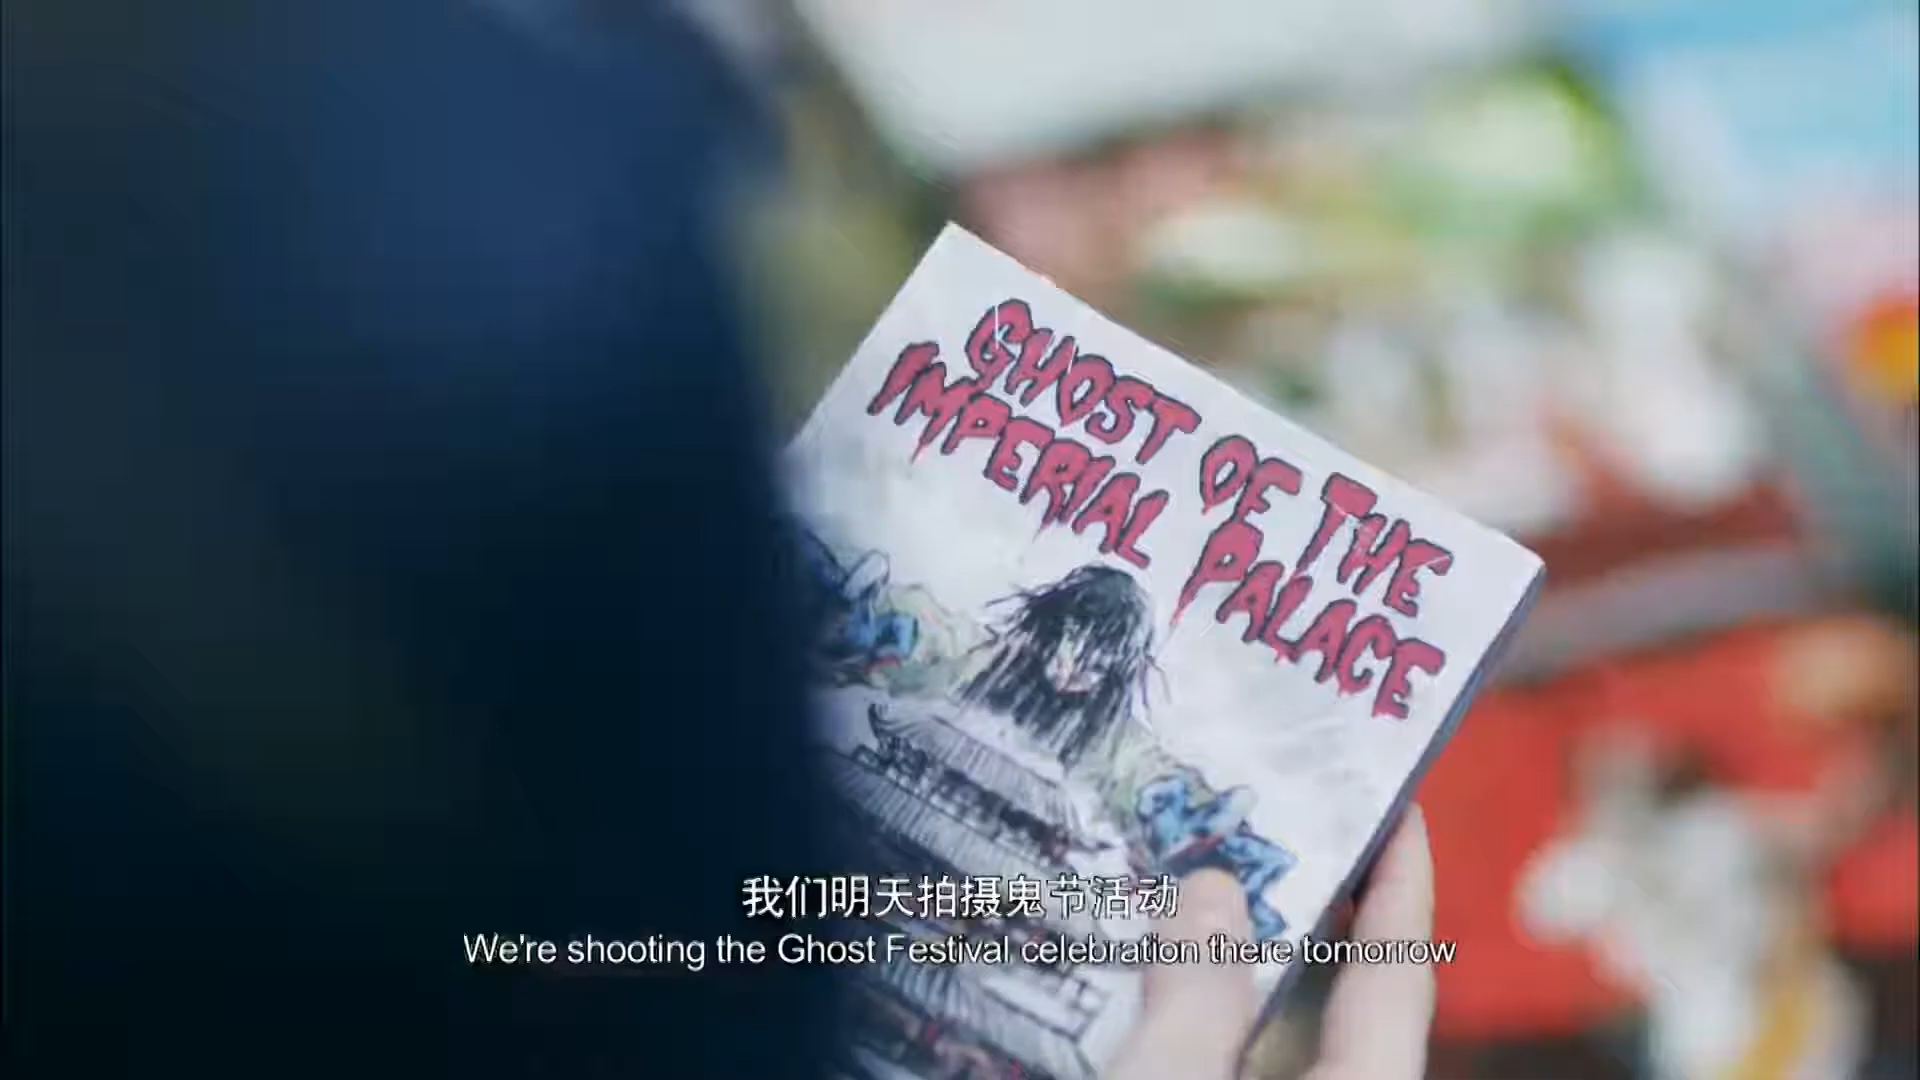 GHOST OF THE
IMPERIAL PALACE
我们明天拍摄鬼节活动
We're shooting the Ghost Festival celebration there tomorrow